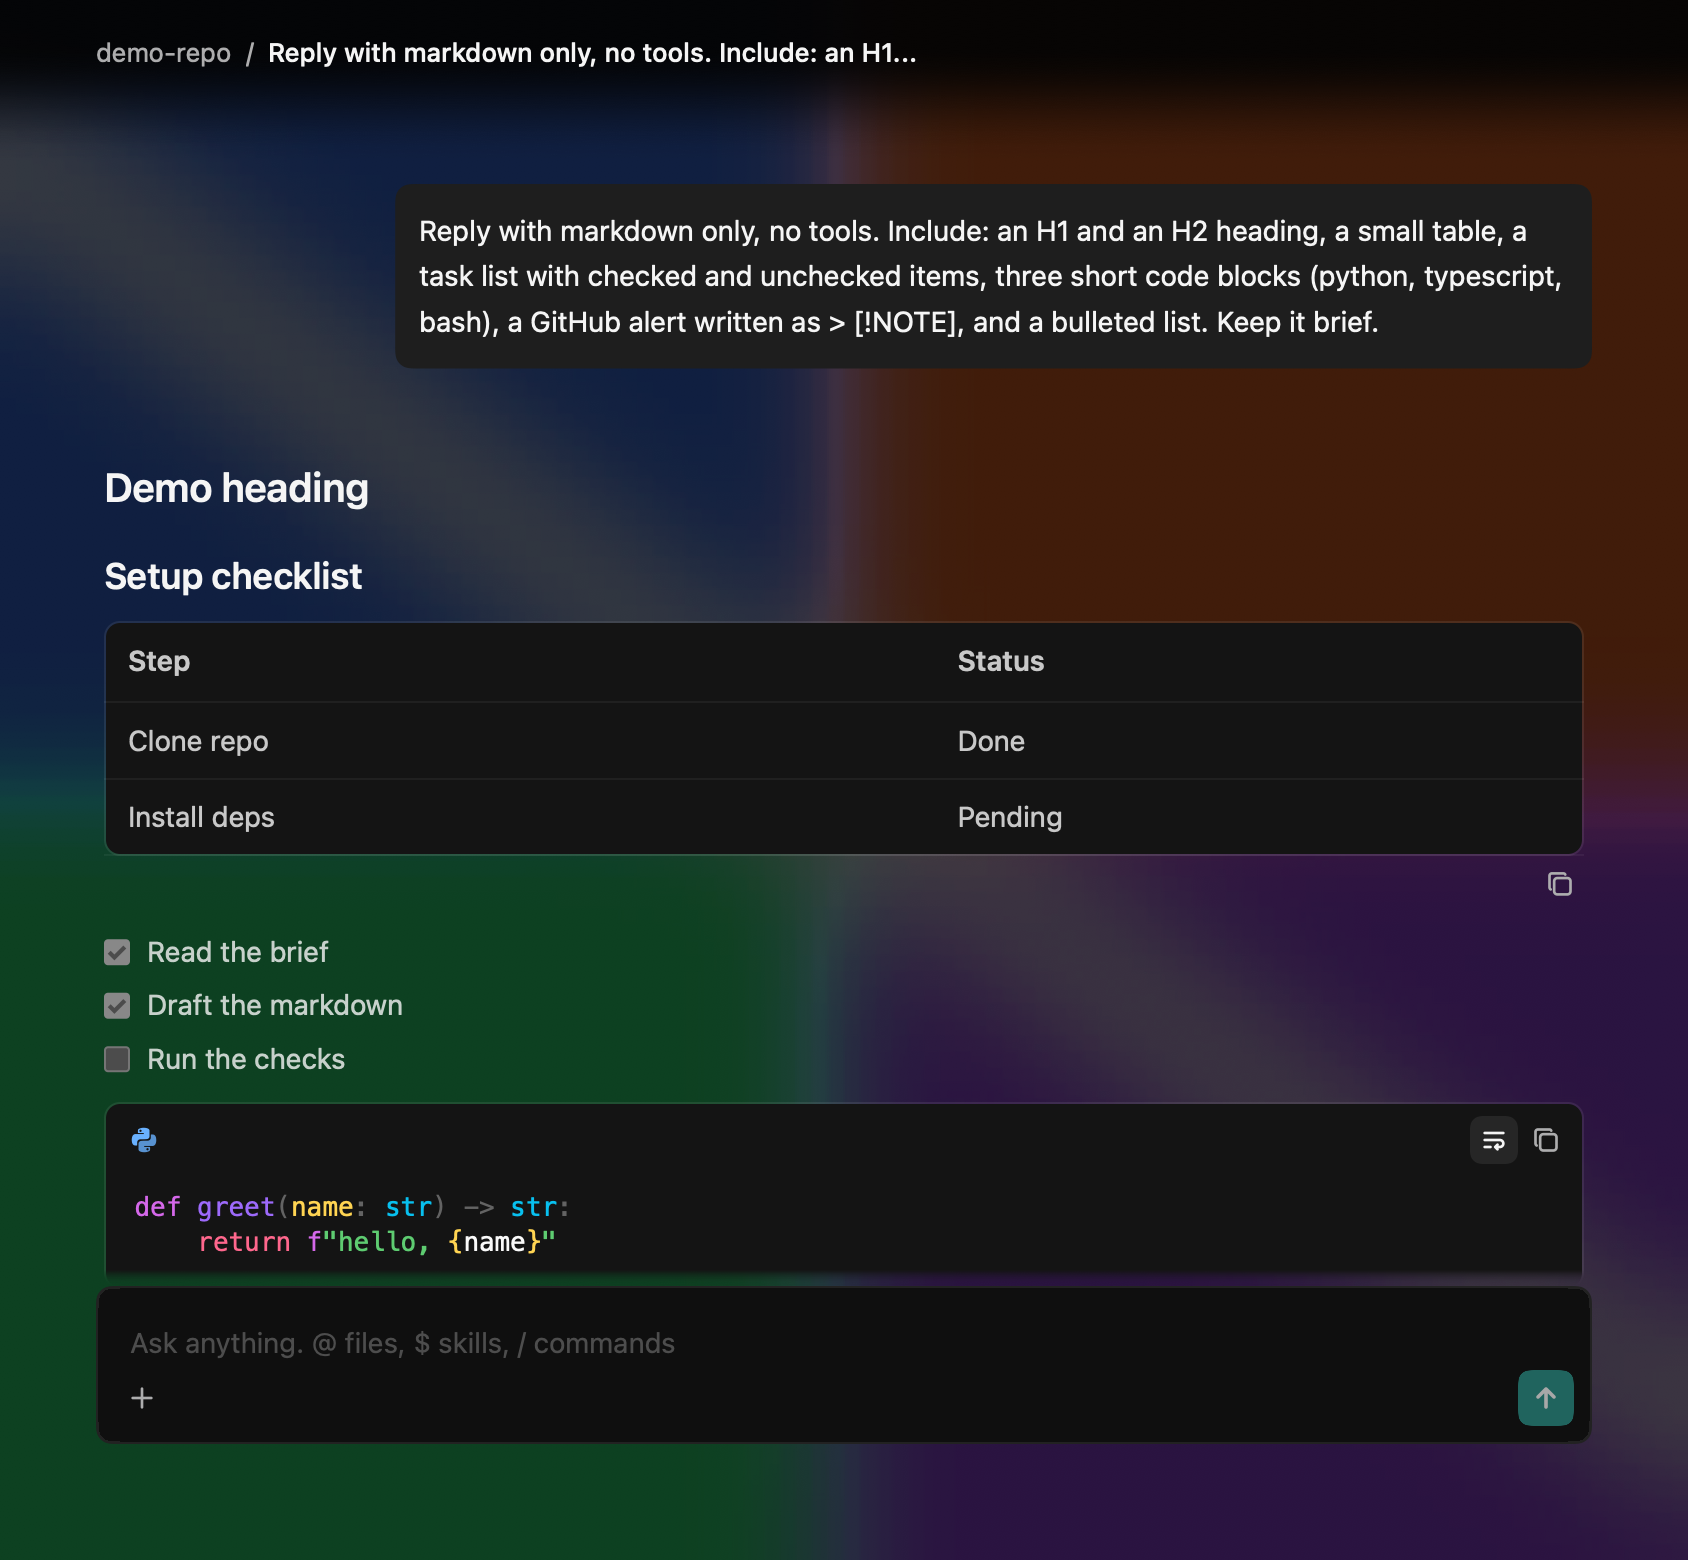 demo-repo / Reply with markdown only, no tools. Include: an H1...
Reply with markdown only, no tools. Include: an H1 and an H2 heading, a small table, a
task list with checked and unchecked items, three short code blocks (python, typescript,
bash), a GitHub alert written as > [!NOTE], and a bulleted list. Keep it brief.
Demo heading
Setup checklist
Step Status
Clone repo Done
Install deps Pending
Read the brief
Draft the markdown
Run the checks
def greet(name: str) -> str:
    return f"hello, {name}"
Ask anything. @ files, $ skills, / commands